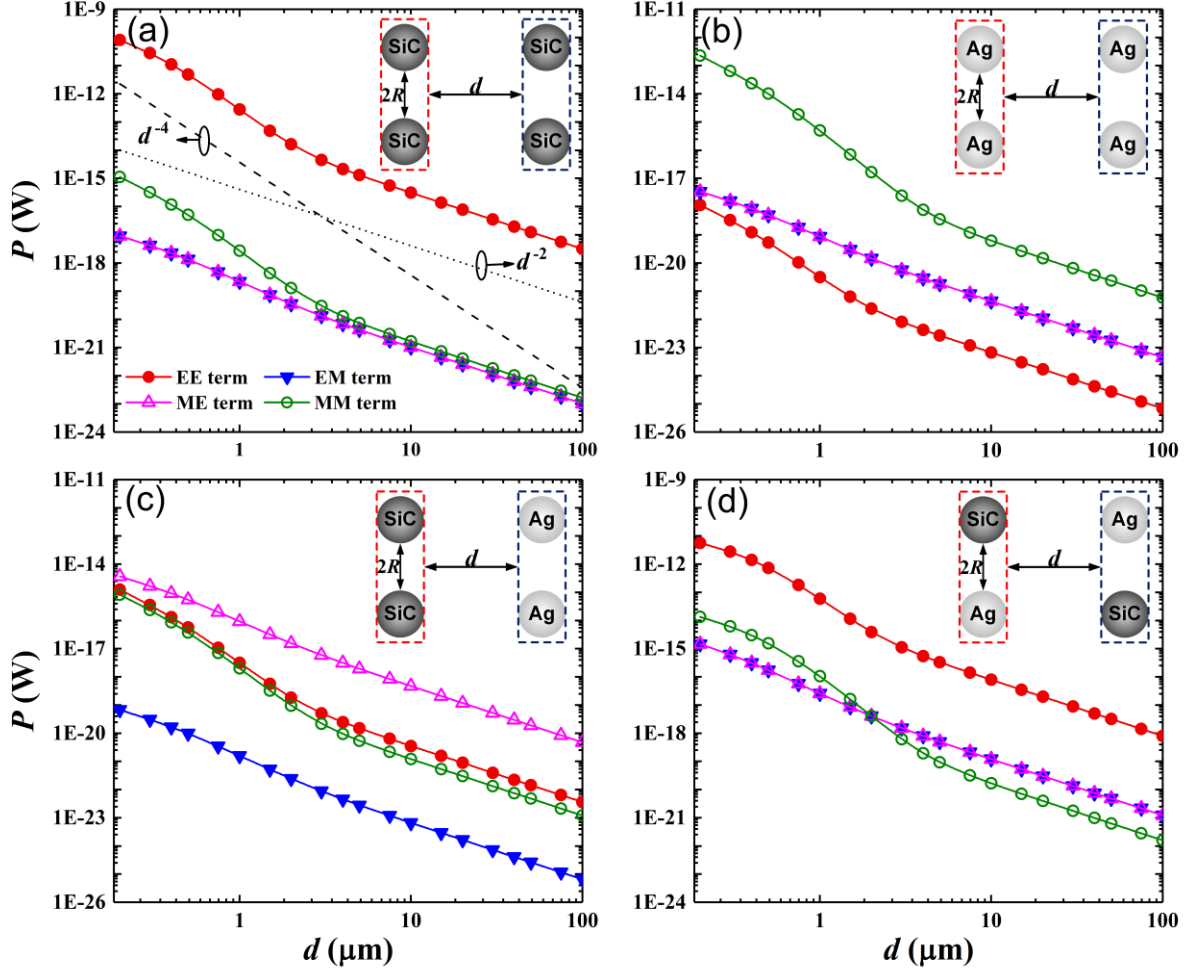 (a)
1E-9
1E-12
1E-15
1E-18
1E-21
1E-24
SiC SiC
2R d
SiC SiC
d⁻⁴
d⁻²
EE term EM term
ME term MM term
1 10 100
(b)
1E-11
1E-14
1E-17
1E-20
1E-23
1E-26
Ag Ag
2R d
Ag Ag
1 10 100
P (W)
(c)
1E-11
1E-14
1E-17
1E-20
1E-23
1E-26
SiC Ag
2R d
SiC Ag
1 10 100
P (W)
d (μm)
(d)
1E-9
1E-12
1E-15
1E-18
1E-21
1E-24
SiC Ag
2R d
Ag SiC
1 10 100
d (μm)